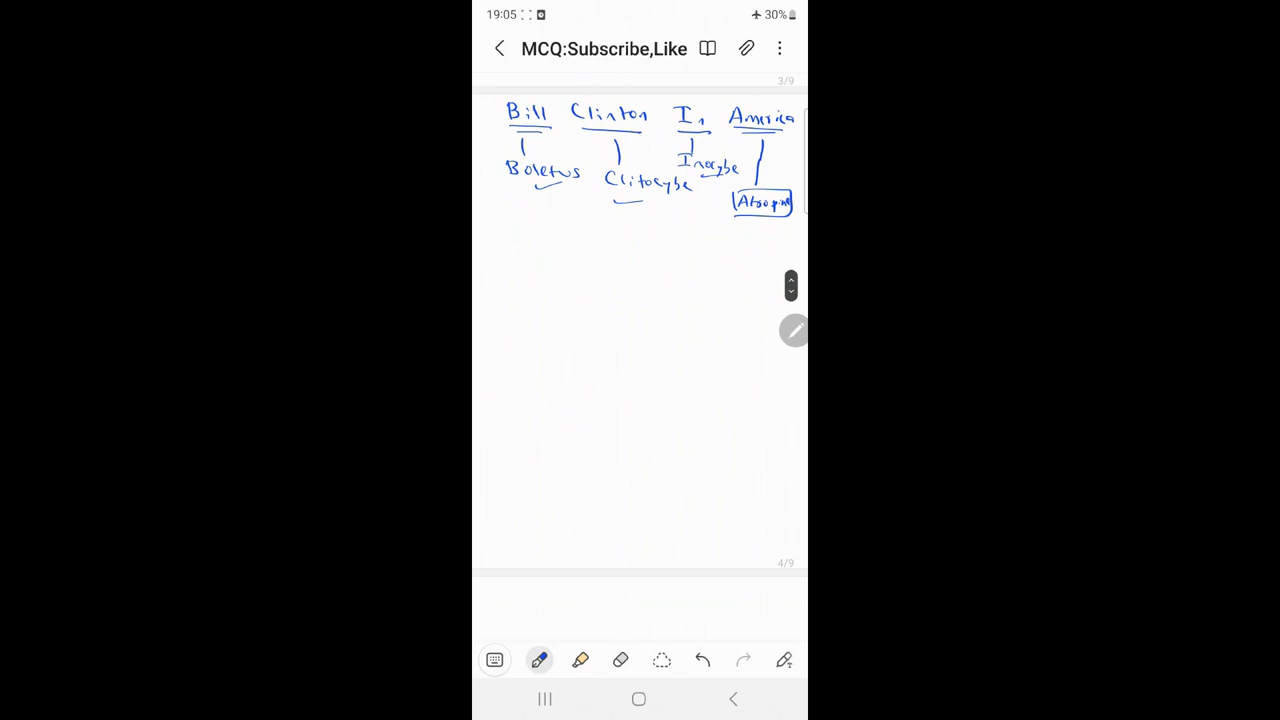 19:05 30%
MCQ:Subscribe,Like
3/9
Bill Clinton In America
Boletus Clitocybe Inocybe Atropine
4/9